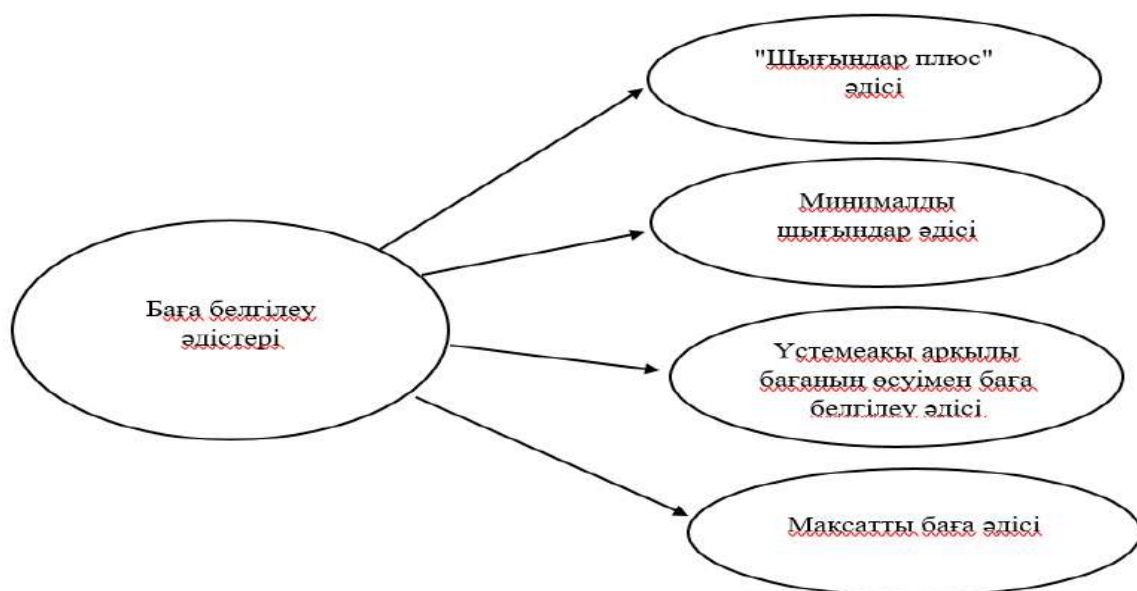 "Шығындар плюс"
әдісі
Минималды
шығындар әдісі
Баға белгілеу
әдістері
Үстемеақы арқылы
бағаның өсуімен баға
белгілеу әдісі
Мақсатты баға әдісі